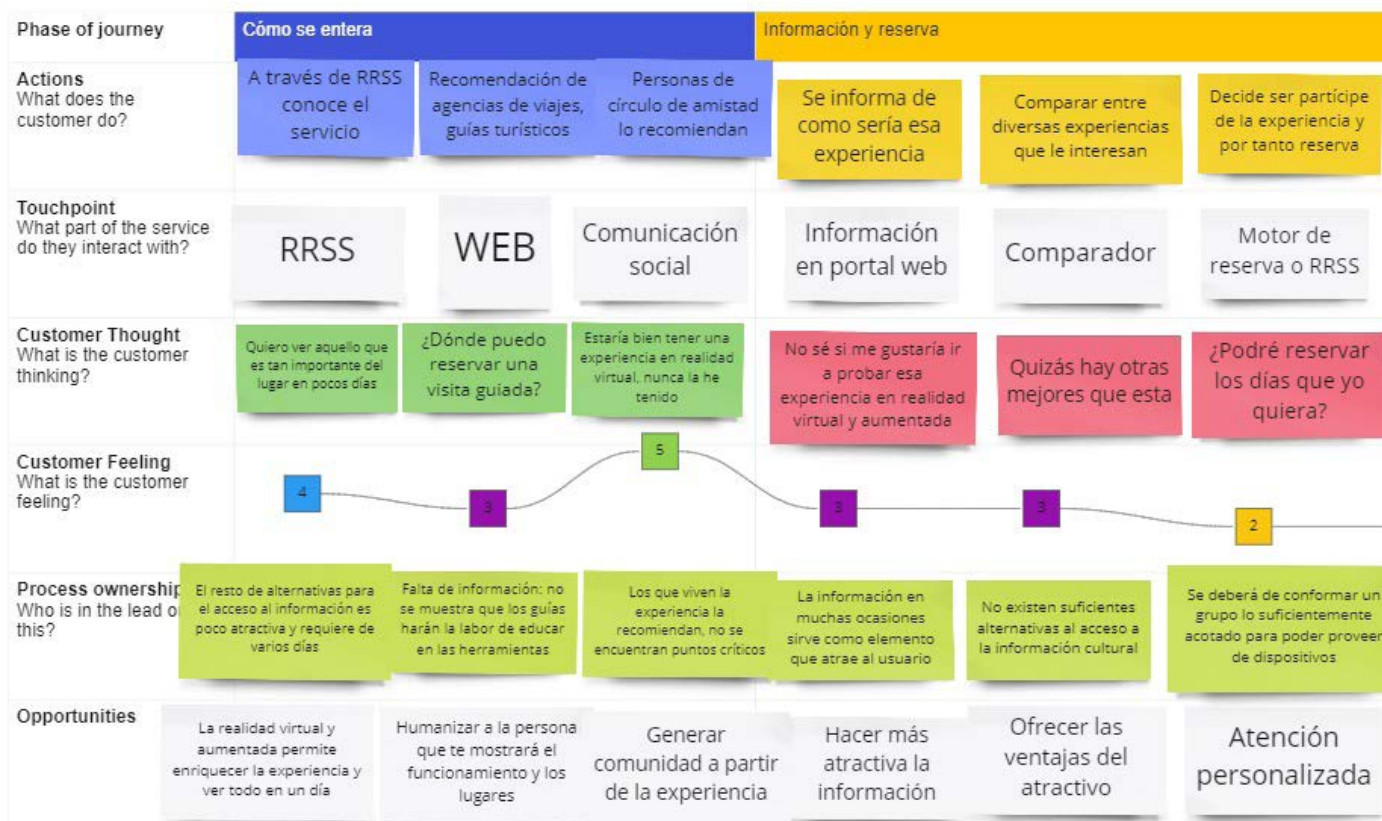 Phase of journey
Cómo se entera
Información y reserva
Actions
What does the
customer do?
A través de RRSS
conoce el
servicio
Recomendación de
agencias de viajes,
guías turísticos
Personas de
círculo de amistad
lo recomiendan
Se informa de
como sería esa
experiencia
Comparar entre
diversas experiencias
que le interesan
Decide ser partícipe
de la experiencia y
por tanto reserva
Touchpoint
What part of the service
do they interact with?
RRSS
WEB
Comunicación
social
Información
en portal web
Comparador
Motor de
reserva o RRSS
Customer Thought
What is the customer
thinking?
Quiero ver aquello que
es tan importante del
lugar en pocos días
¿Dónde puedo
reservar una
visita guiada?
Estaría bien tener una
experiencia en realidad
virtual, nunca la he
tenido
No sé si me gustaría ir
a probar esa
experiencia en realidad
virtual y aumentada
Quizás hay otras
mejores que esta
¿Podré reservar
los días que yo
quiera?
Customer Feeling
What is the customer
feeling?
4
3
5
3
3
2
Process ownership
Who is in the lead o
this?
El resto de alternativas para
el acceso al información es
poco atractiva y requiere de
varios días
Falta de información: no
se muestra que los guías
harán la labor de educar
en las herramientas
Los que viven la
experiencia la
recomiendan, no se
encuentran puntos críticos
La información en
muchas ocasiones
sirve como elemento
que atrae al usuario
No existen suficientes
alternativas al acceso a
la información cultural
Se deberá de conformar un
grupo lo suficientemente
acotado para poder proveer
de dispositivos
Opportunities
La realidad virtual y
aumentada permite
enriquecer la experiencia y
ver todo en un día
Humanizar a la persona
que te mostrará el
funcionamiento y los
lugares
Generar
comunidad a partir
de la experiencia
Hacer más
atractiva la
información
Ofrecer las
ventajas del
atractivo
Atención
personalizada